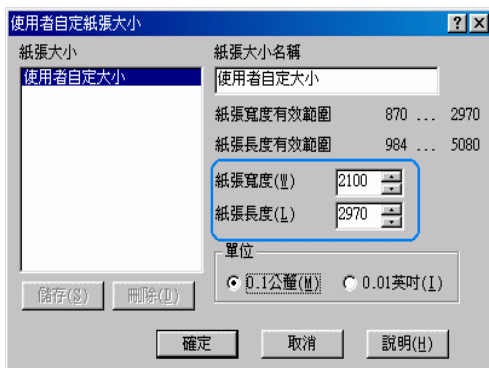 使用者自定紙張大小
紙張大小
紙張大小名稱
使用者自定大小
使用者自定大小
紙張寬度有效範圍 870 ... 2970
紙張長度有效範圍 984 ... 5080
紙張寬度(W) 2100
紙張長度(L) 2970
單位
0.1公釐(M) 0.01英吋(I)
儲存(S) 刪除(D)
確定 取消 說明(H)